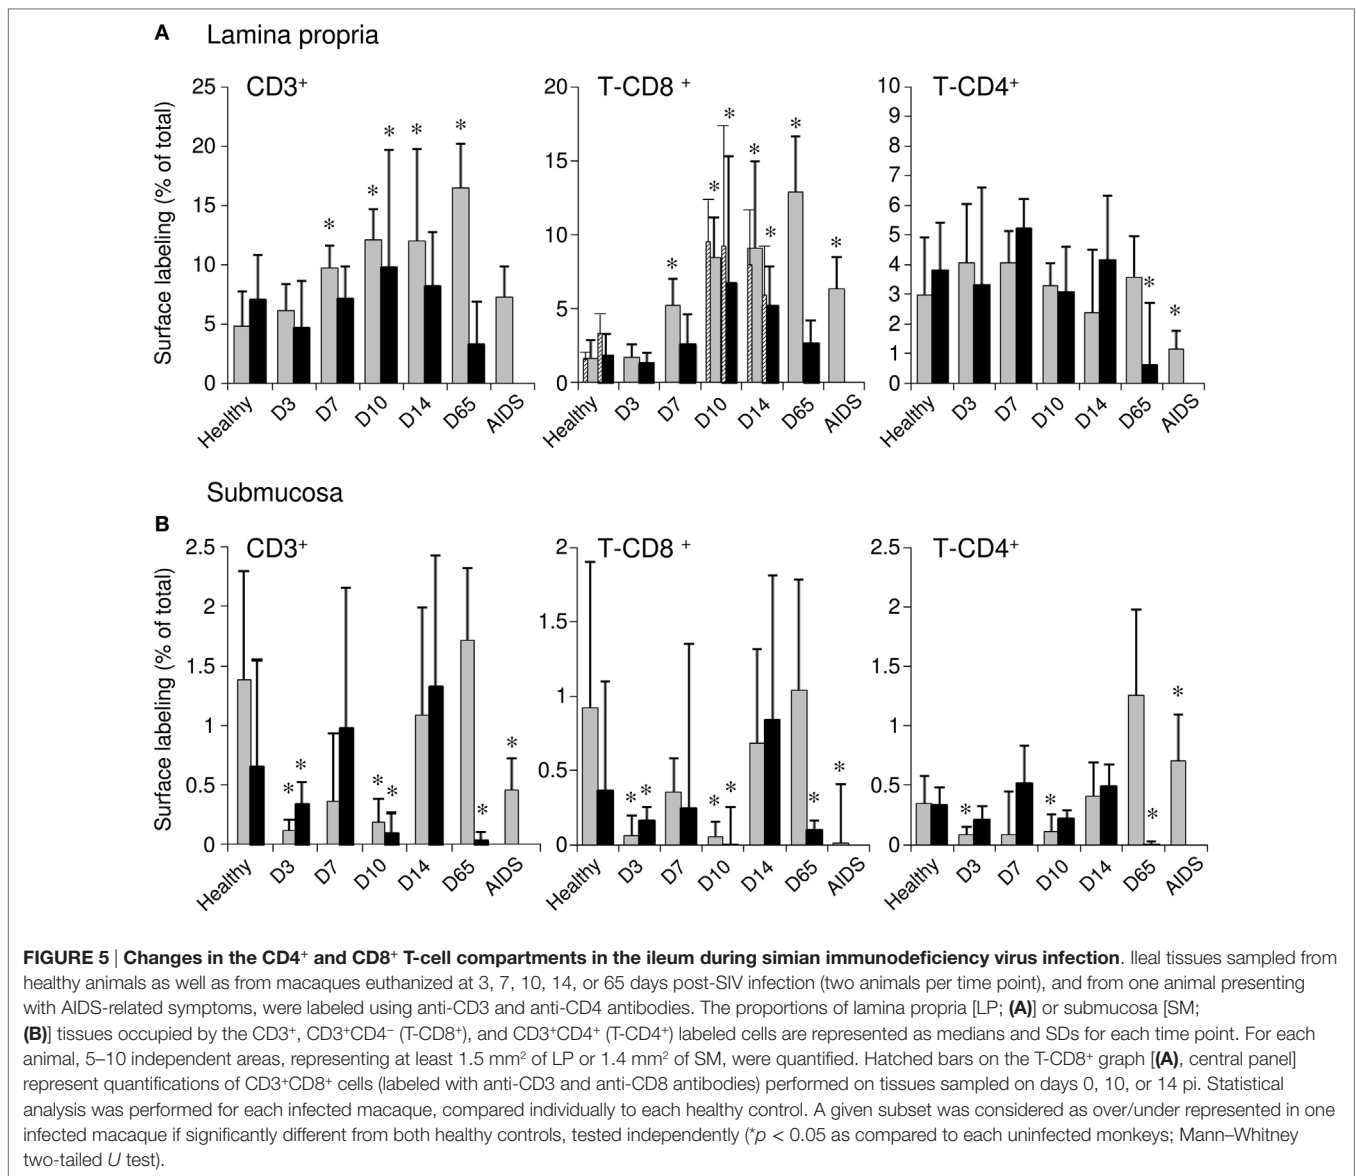 A Lamina propria
CD3+
T-CD8 +
T-CD4+
Surface labeling (% of total)
25
20
15
10
5
0
Healthy D3 D7 D10 D14 D65 AIDS
20
15
10
5
0
Healthy D3 D7 D10 D14 D65 AIDS
10
9
8
7
6
5
4
3
2
1
0
Healthy D3 D7 D10 D14 D65 AIDS
* * * * *
* * * * * * *
* *
Submucosa
B
CD3+
T-CD8 +
T-CD4+
Surface labeling (% of total)
2.5
2
1.5
1
0.5
0
Healthy D3 D7 D10 D14 D65 AIDS
2
1.5
1
0.5
0
Healthy D3 D7 D10 D14 D65 AIDS
2.5
2
1.5
1
0.5
0
Healthy D3 D7 D10 D14 D65 AIDS
* * * * * *
* * * * * *
* * * *
FIGURE 5 | Changes in the CD4+ and CD8+ T-cell compartments in the ileum during simian immunodeficiency virus infection. Ileal tissues sampled from
healthy animals as well as from macaques euthanized at 3, 7, 10, 14, or 65 days post-SIV infection (two animals per time point), and from one animal presenting
with AIDS-related symptoms, were labeled using anti-CD3 and anti-CD4 antibodies. The proportions of lamina propria [LP; (A)] or submucosa [SM;
(B)] tissues occupied by the CD3+, CD3+CD4− (T-CD8+), and CD3+CD4+ (T-CD4+) labeled cells are represented as medians and SDs for each time point. For each
animal, 5–10 independent areas, representing at least 1.5 mm² of LP or 1.4 mm² of SM, were quantified. Hatched bars on the T-CD8+ graph [(A), central panel]
represent quantifications of CD3+CD8+ cells (labeled with anti-CD3 and anti-CD8 antibodies) performed on tissues sampled on days 0, 10, or 14 pi. Statistical
analysis was performed for each infected macaque, compared individually to each healthy control. A given subset was considered as over/under represented in one
infected macaque if significantly different from both healthy controls, tested independently (*p < 0.05 as compared to each uninfected monkeys; Mann–Whitney
two-tailed U test).